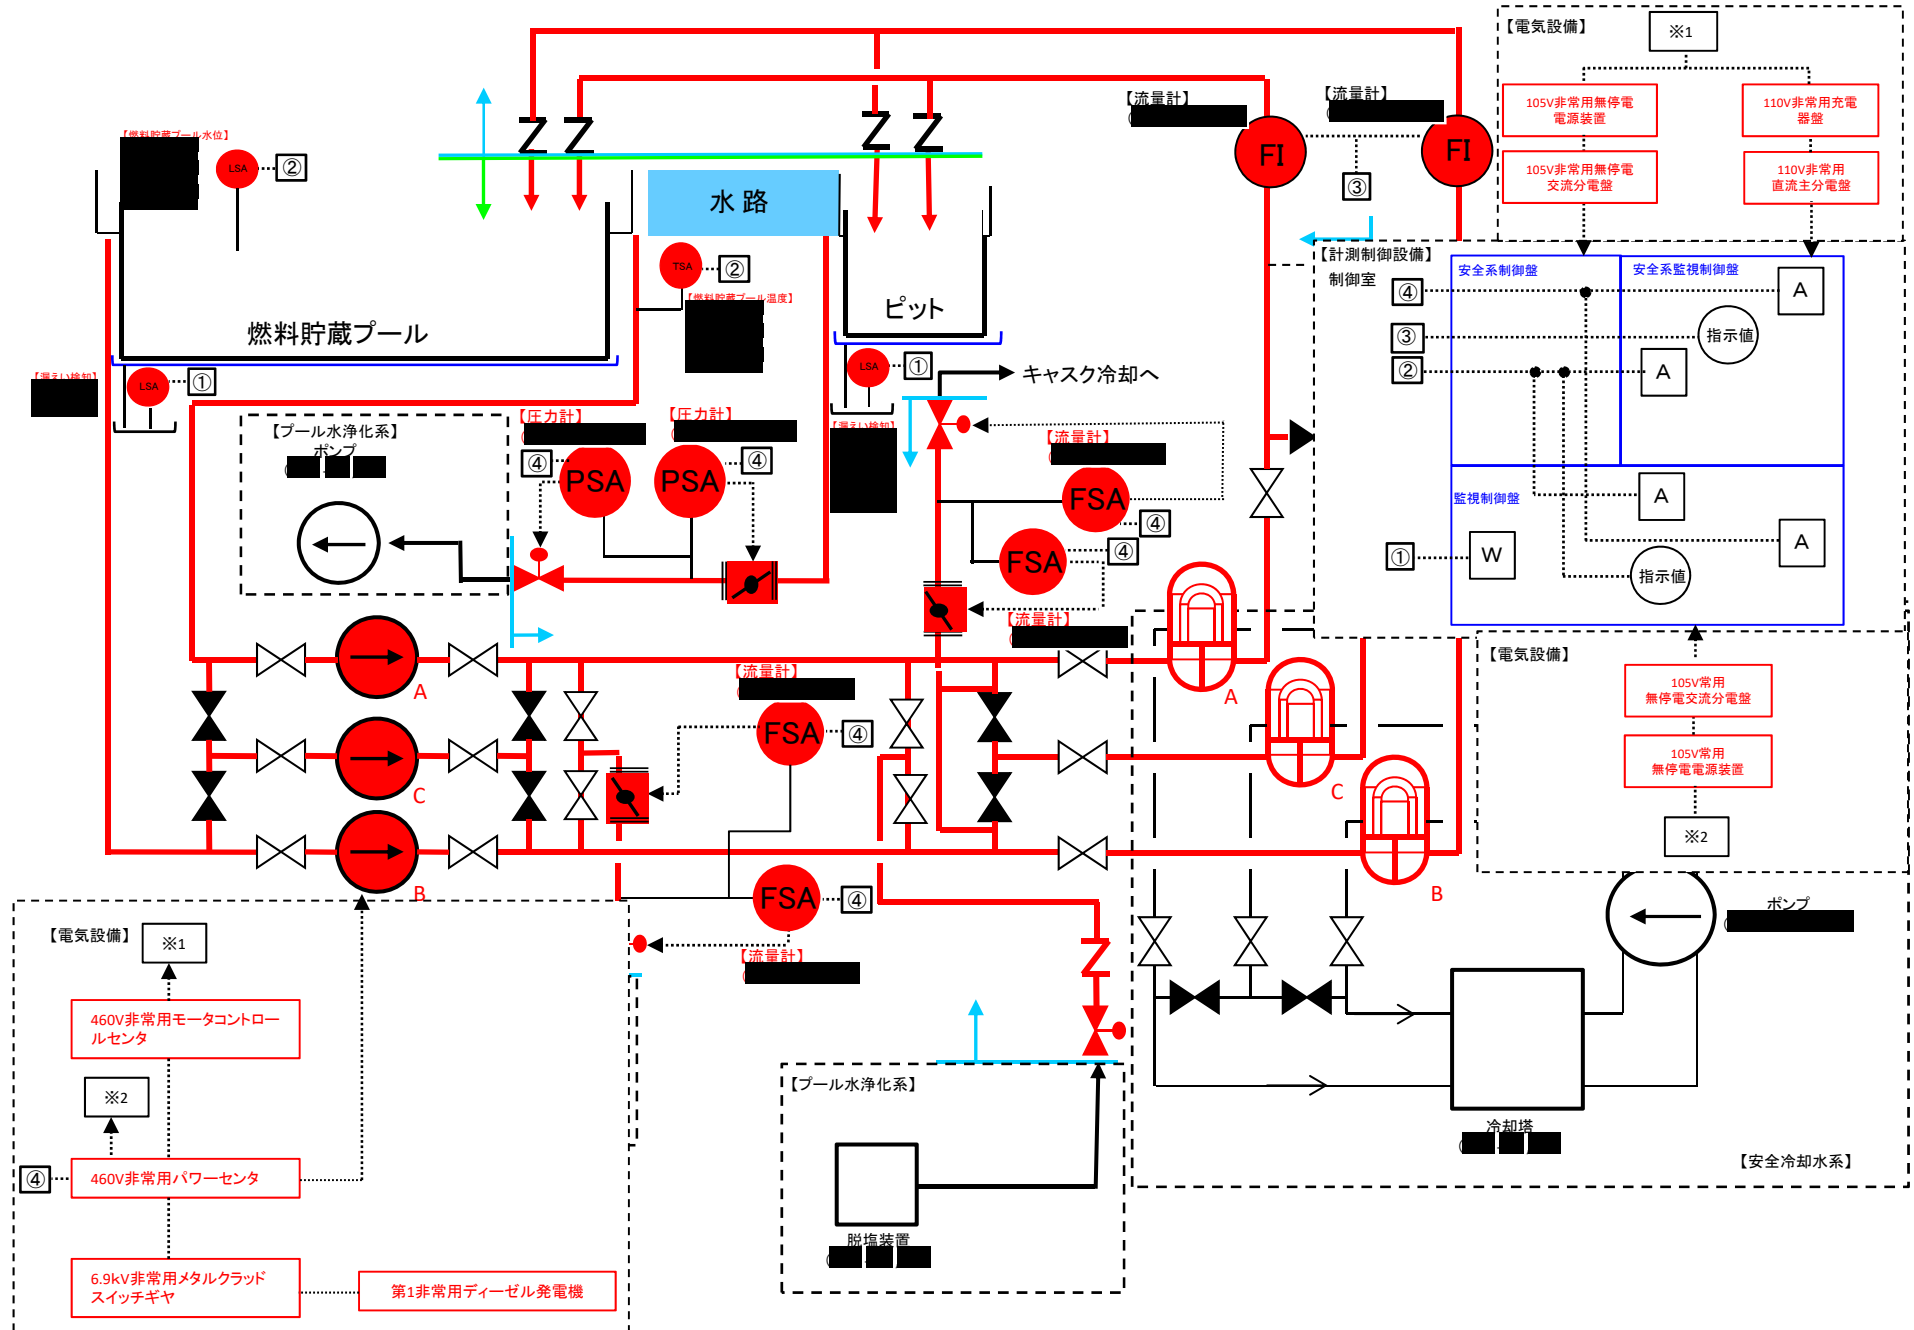 【電気設備】
※1
105V非常用無停電
電源装置
110V非常用充電
器盤
105V非常用無停電
交流分電盤
110V非常用
直流主分電盤
【流量計】
【流量計】
FI
FI
③
【燃料貯蔵プール水位】
LSA
②
水 路
TSA
②
【燃料貯蔵プール温度】
燃料貯蔵プール
ピット
【漏えい検知】
LSA
①
LSA
①
【漏えい検知】
キャスク冷却へ
【計測制御設備】
制御室
安全系制御盤
安全系監視制御盤
④
A
③
指示値
②
A
監視制御盤
A
①
W
A
指示値
【プール水浄化系】
ポンプ
【圧力計】
【圧力計】
④
PSA
PSA
④
【流量計】
FSA
④
FSA
④
【流量計】
A
C
B
【流量計】
FSA
④
FSA
④
【流量計】
A
C
B
【電気設備】
105V常用
無停電交流分電盤
105V常用
無停電電源装置
※2
ポンプ
冷却塔
【安全冷却水系】
【電気設備】
※1
460V非常用モータコントロー
ルセンタ
※2
④
460V非常用パワーセンタ
6.9kV非常用メタルクラッド
スイッチギヤ
第1非常用ディーゼル発電機
【プール水浄化系】
脱塩装置